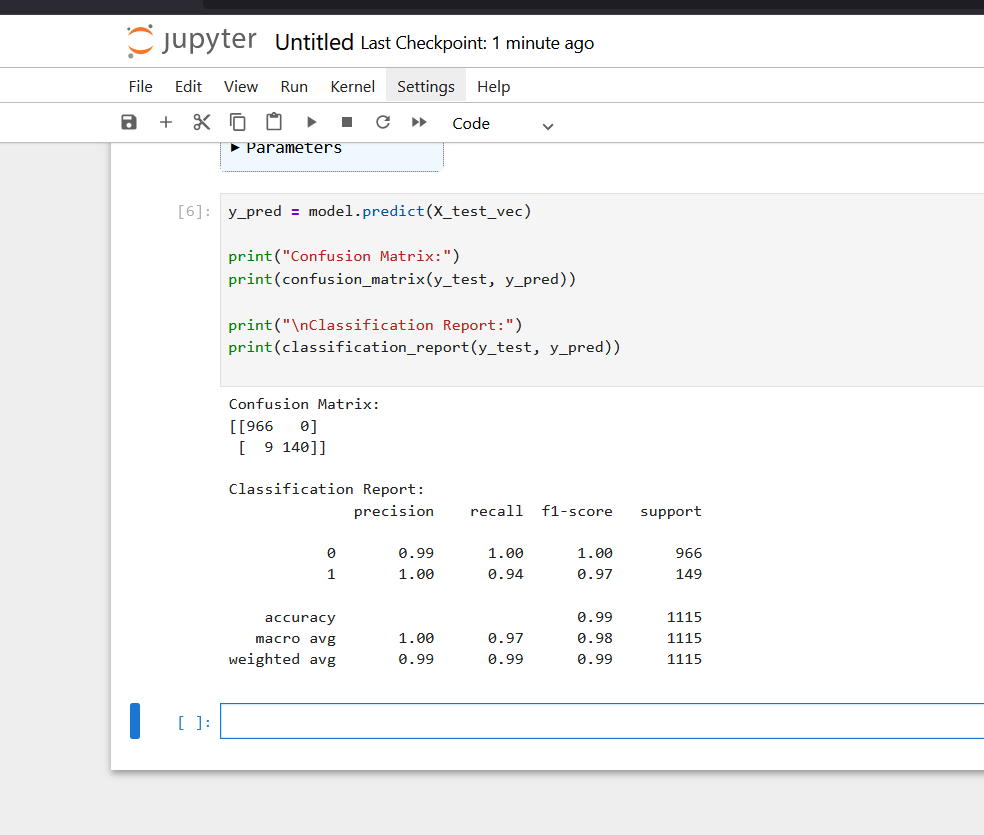 jupyter Untitled Last Checkpoint: 1 minute ago
File Edit View Run Kernel Settings Help
Code
Parameters
[6]: y_pred = model.predict(X_test_vec)
print("Confusion Matrix:")
print(confusion_matrix(y_test, y_pred))
print("\nClassification Report:")
print(classification_report(y_test, y_pred))
Confusion Matrix:
[[966   0]
 [  9 140]]
Classification Report:
              precision    recall  f1-score   support
           0       0.99      1.00      1.00       966
           1       1.00      0.94      0.97       149
    accuracy                           0.99      1115
   macro avg       1.00      0.97      0.98      1115
weighted avg       0.99      0.99      0.99      1115
[ ]: